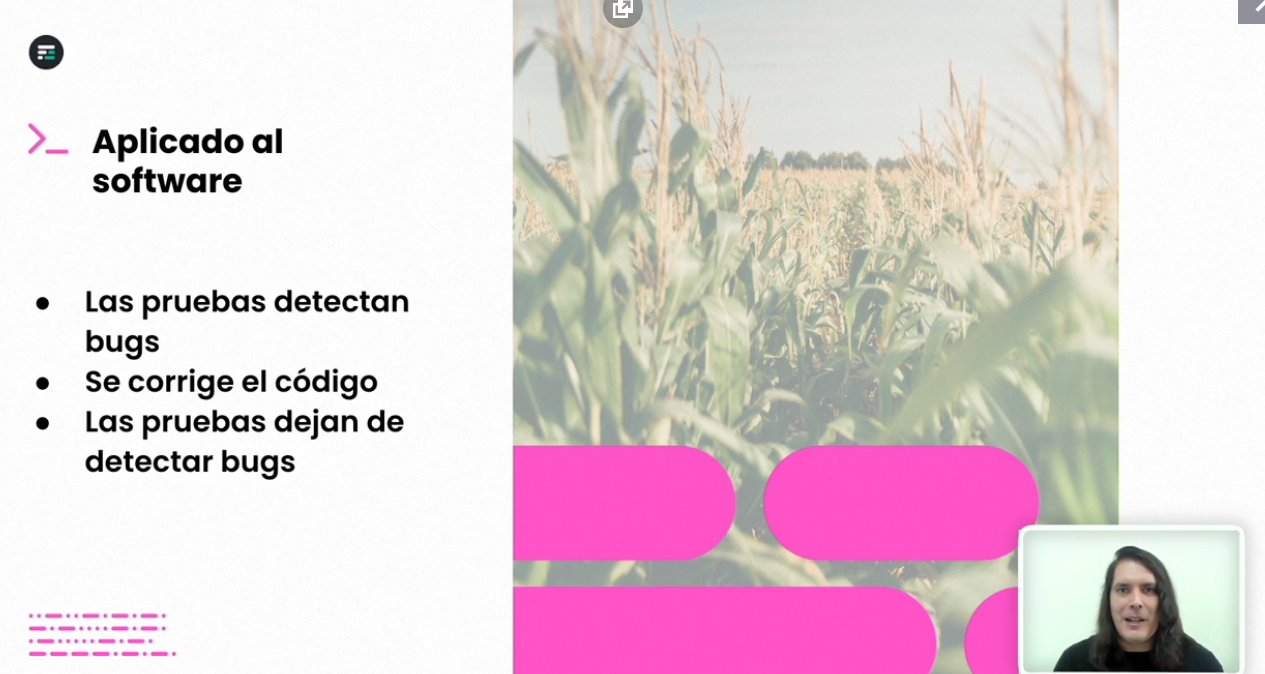 Aplicado al
software
● Las pruebas detectan
bugs
● Se corrige el código
● Las pruebas dejan de
detectar bugs